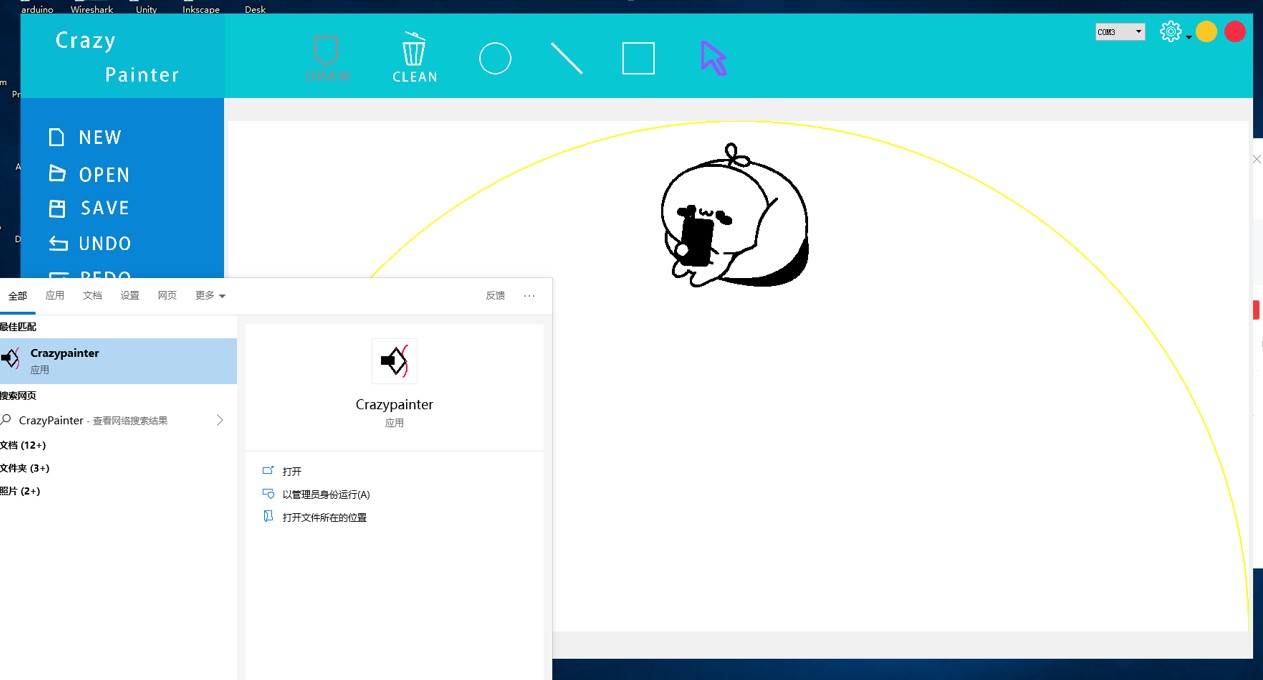 arduino Wireshark Unity Inkscape Desk
Crazy
Painter
DRAW
CLEAN
COM3
NEW
OPEN
SAVE
UNDO
REDO
全部 应用 文档 设置 网页 更多 反馈 ···
最佳匹配
Crazypainter
应用
搜索网页
CrazyPainter - 查看网络搜索结果
文档 (12+)
文件夹 (3+)
照片 (2+)
Crazypainter
应用
打开
以管理员身份运行(A)
打开文件所在的位置